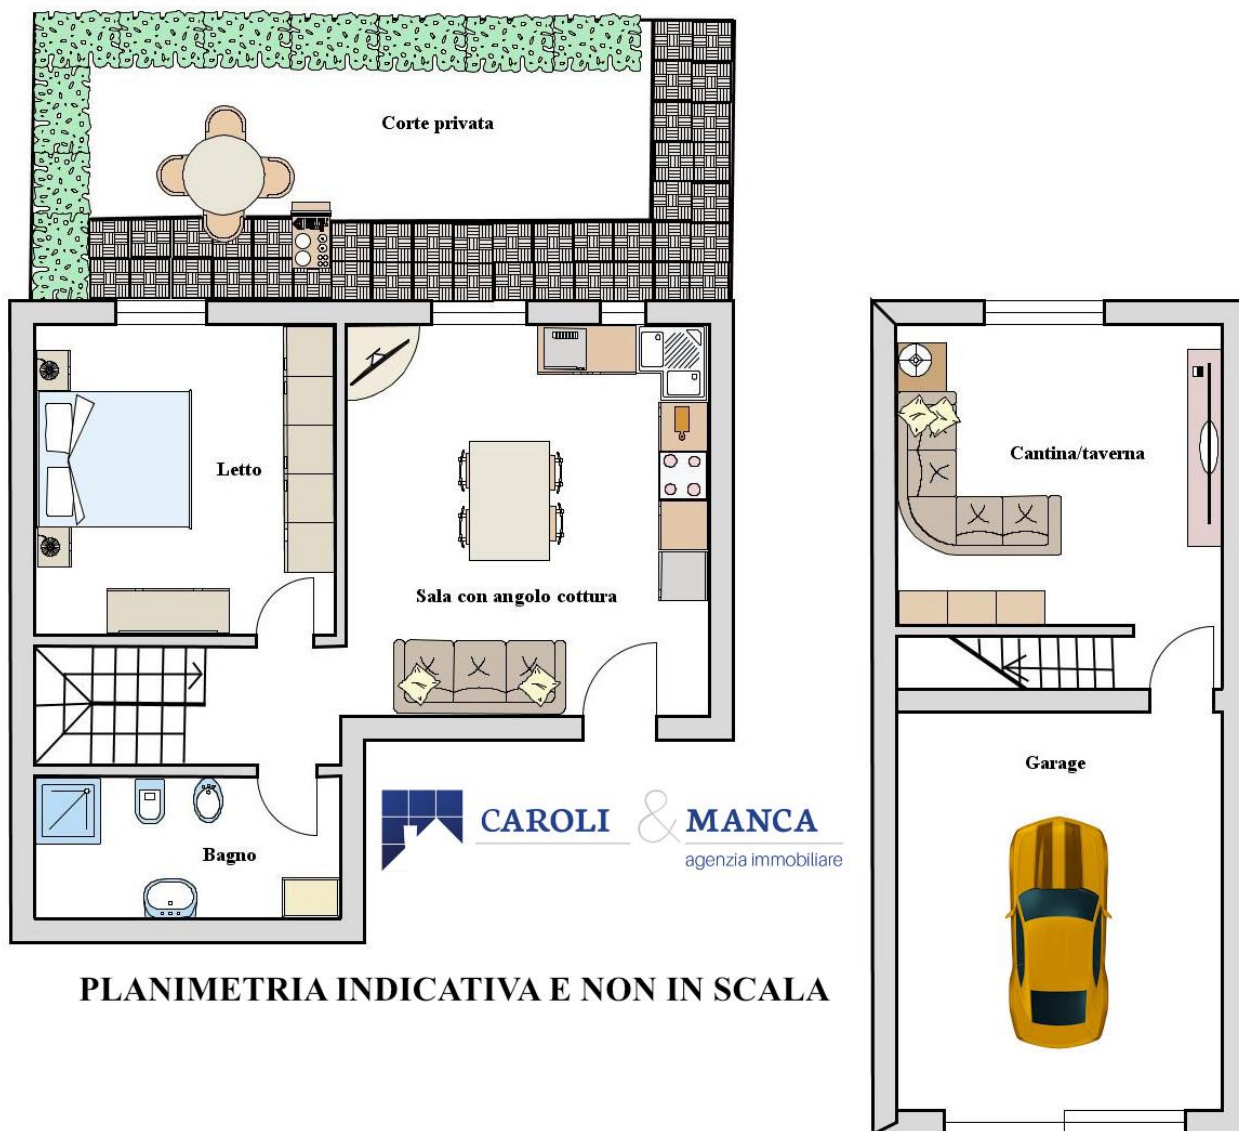 Corte privata
Letto
Cantina/taverna
Sala con angolo cottura
Garage
CAROLI & MANCA
agenzia immobiliare
Bagno
PLANIMETRIA INDICATIVA E NON IN SCALA